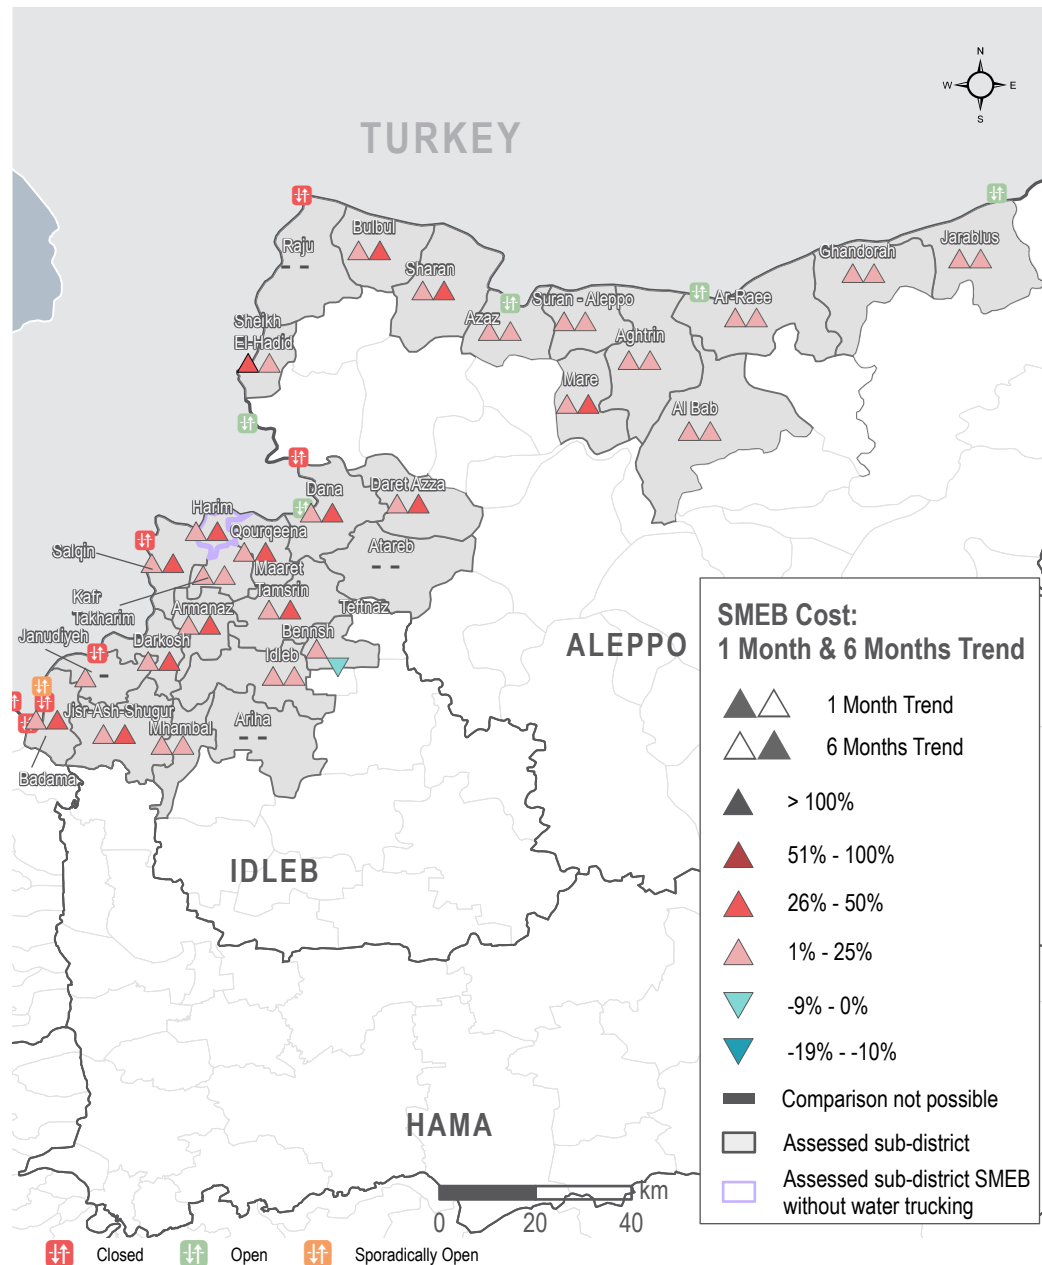 N
W
E
S
TURKEY
Bulbul
Raju
Sharan
Jarablus
Ghandorah
Ar-Raee
Suran - Aleppo
Azaz
Sheikh
El-Hadid
Aghtrin
Mare
Al Bab
Dana
Daret Azza
Harim
Qourqeena
Atareb
Salqin
Maaret
Tamsrin
Kafr
Takharim
Armanaz
Teftnaz
Janudiyeh
Darkosh
Bennsh
Idleb
Jisr-Ash-Shugur
Mhambal
Ariha
Badama
ALEPPO
IDLEB
HAMA
SMEB Cost:
1 Month & 6 Months Trend
1 Month Trend
6 Months Trend
> 100%
51% - 100%
26% - 50%
1% - 25%
-9% - 0%
-19% - -10%
Comparison not possible
Assessed sub-district
Assessed sub-district SMEB
without water trucking
km
0 20 40
Closed Open Sporadically Open